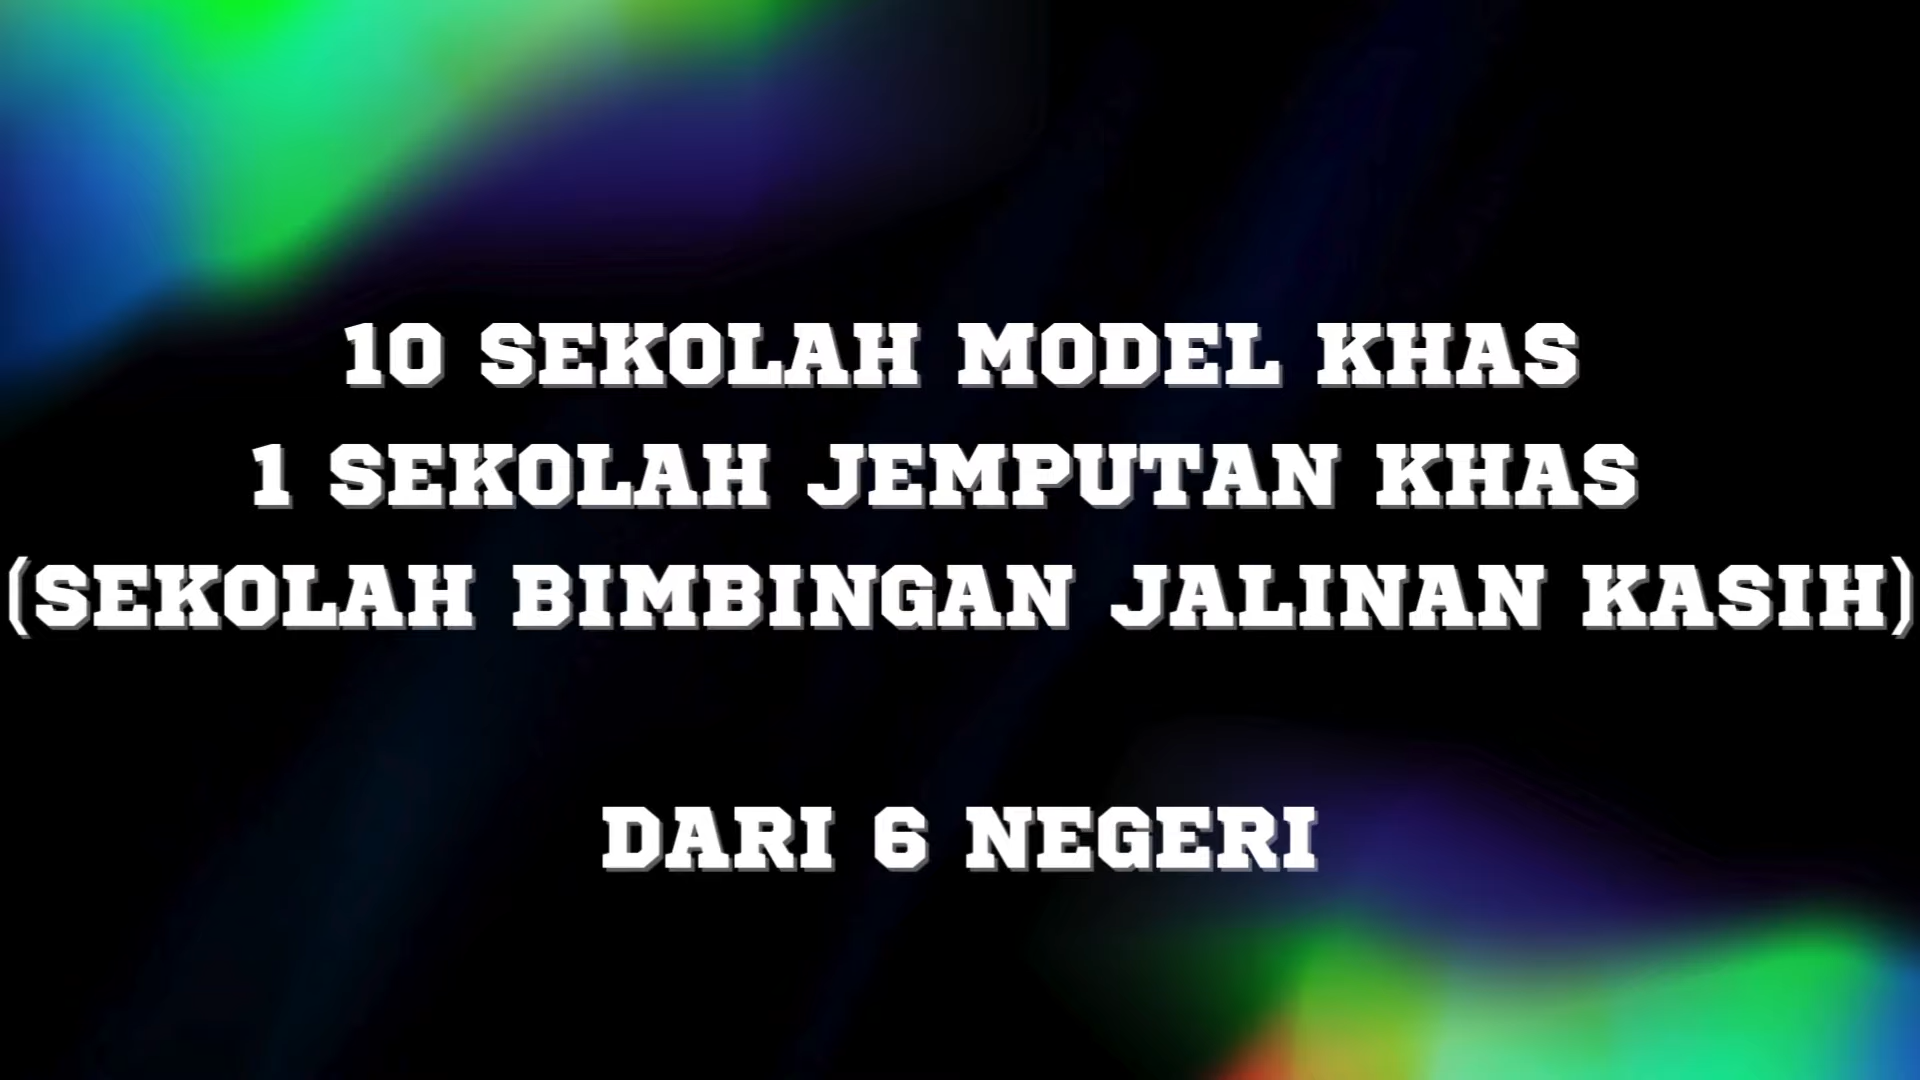 10 SEKOLAH MODEL KHAS
1 SEKOLAH JEMPUTAN KHAS
(SEKOLAH BIMBINGAN JALINAN KASIH)
DARI 6 NEGERI